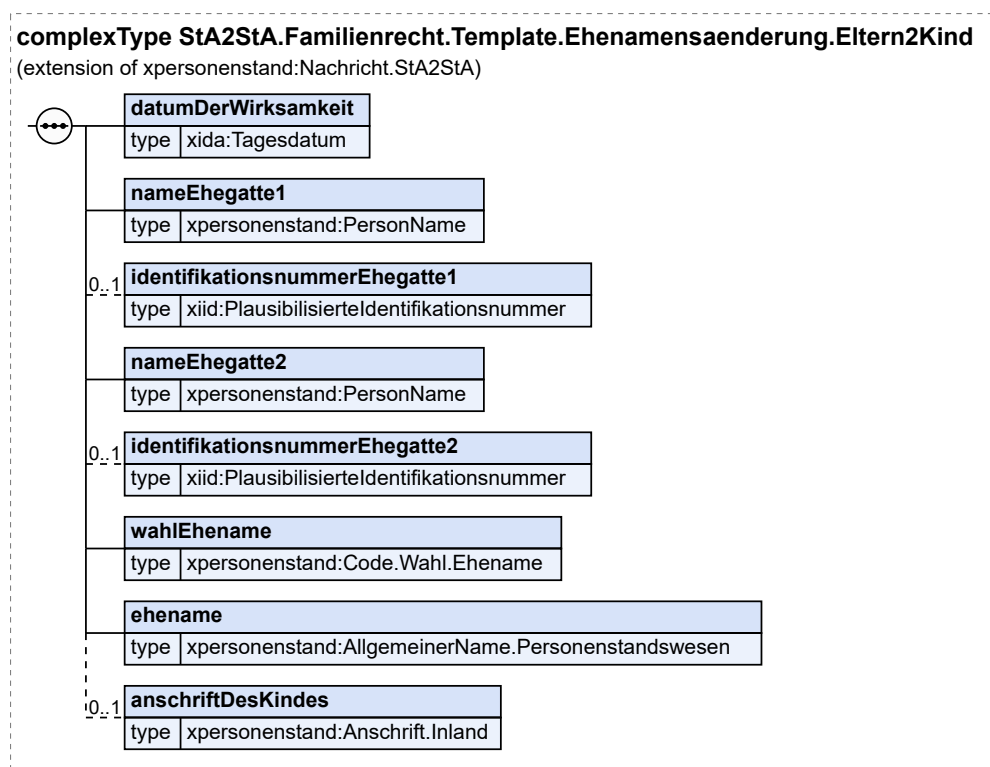 complexType StA2StA.Familienrecht.Template.Ehenamensaenderung.Eltern2Kind
(extension of xpersonenstand:Nachricht.StA2StA)
datumDerWirksamkeit
type xida:Tagesdatum
nameEhegatte1
type xpersonenstand:PersonName
0..1 identifikationsnummerEhegatte1
type xiid:PlausibilisierteIdentifikationsnummer
nameEhegatte2
type xpersonenstand:PersonName
0..1 identifikationsnummerEhegatte2
type xiid:PlausibilisierteIdentifikationsnummer
wahlEhename
type xpersonenstand:Code.Wahl.Ehename
ehename
type xpersonenstand:AllgemeinerName.Personenstandswesen
0..1 anschriftDesKindes
type xpersonenstand:Anschrift.Inland